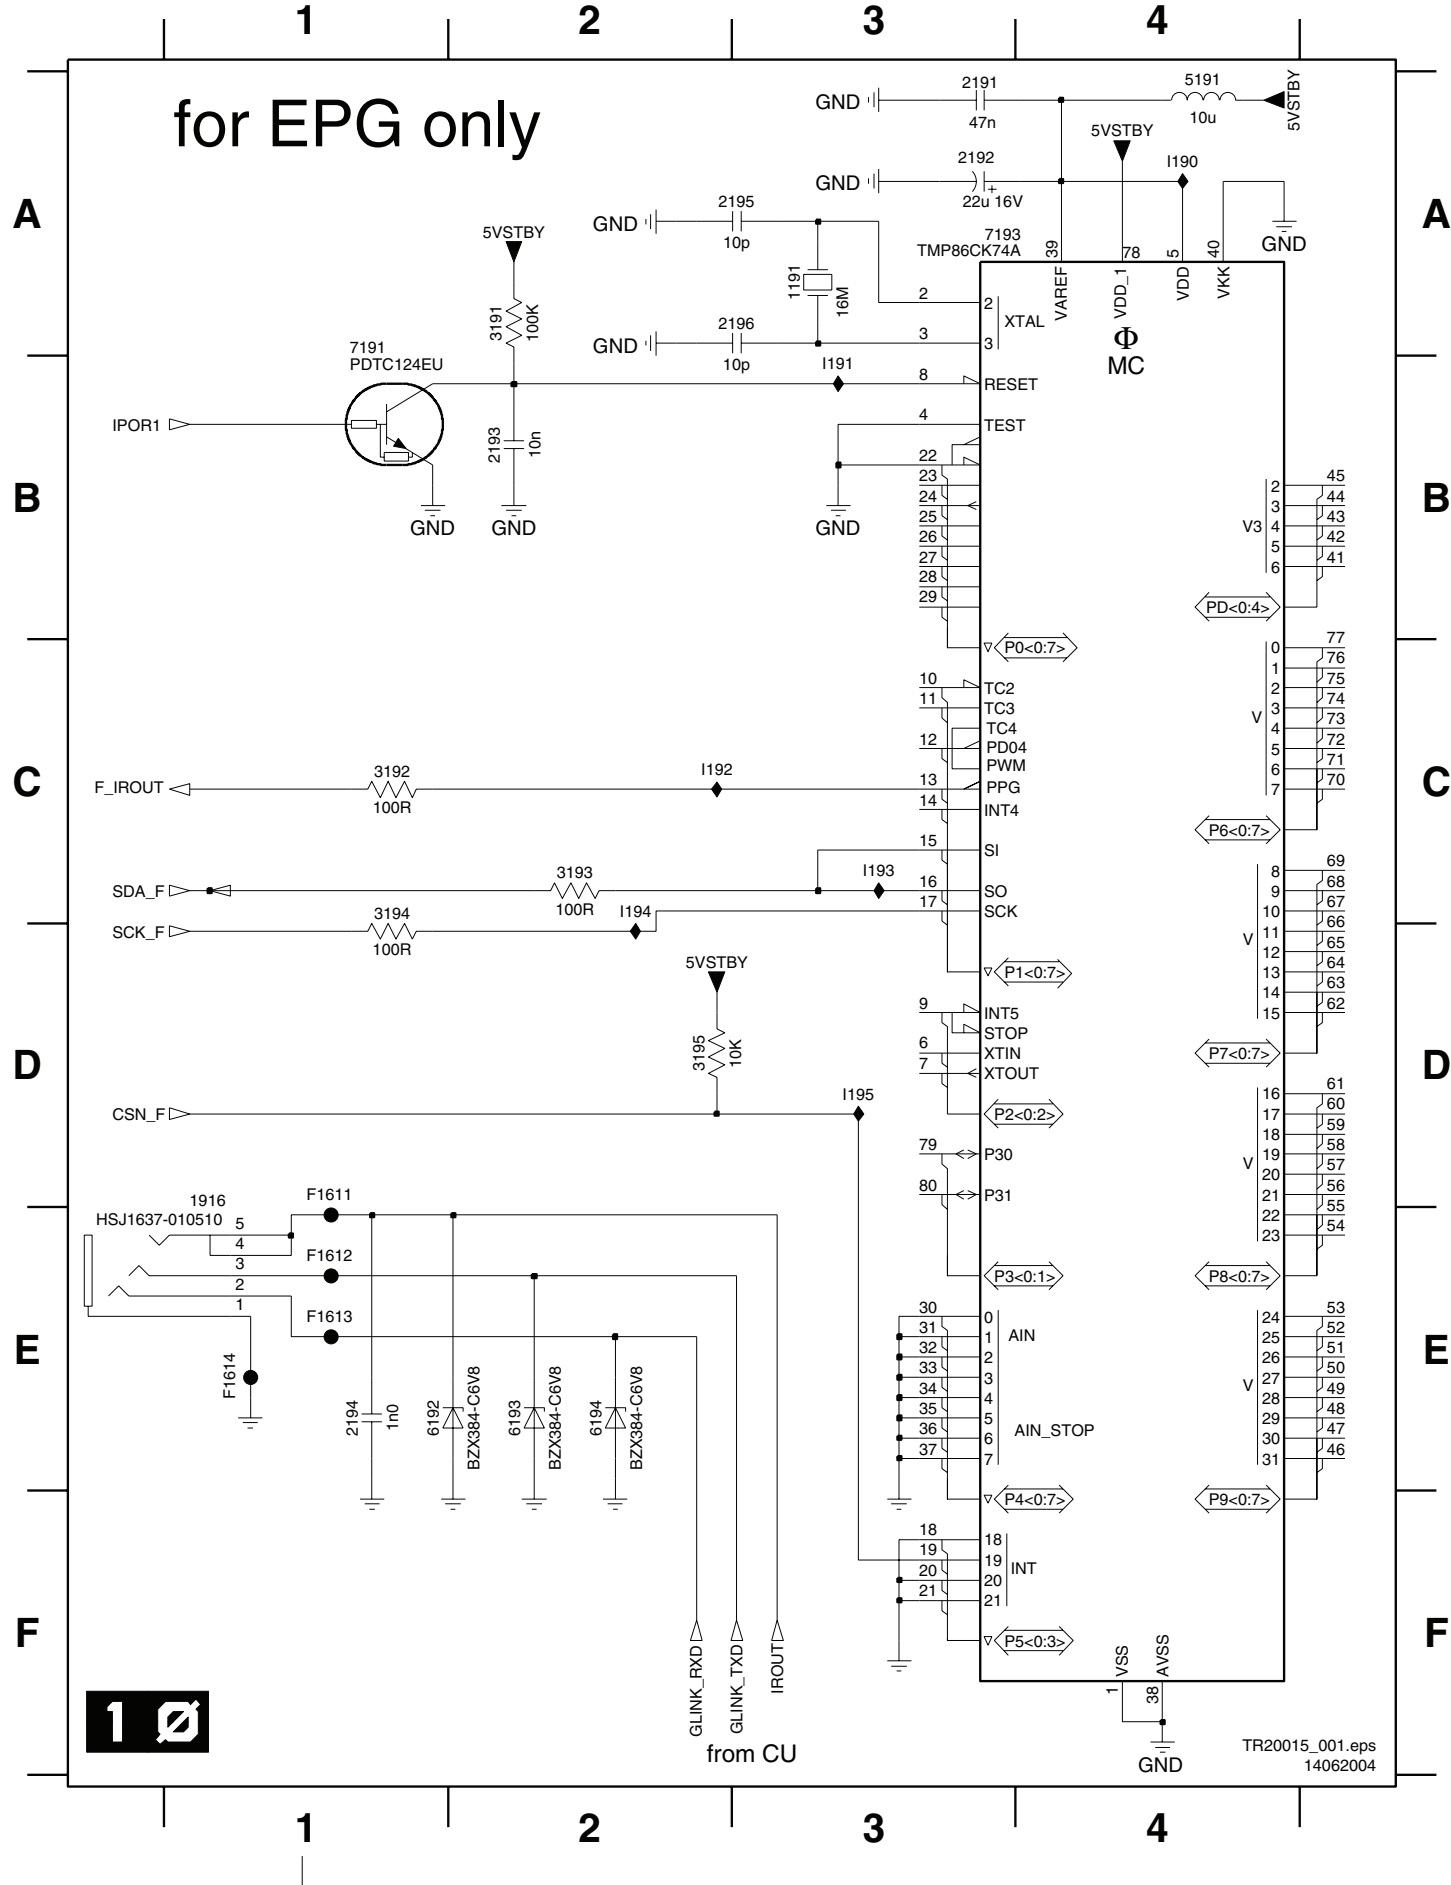 1 2 3 4
for EPG only
GND 2191 47n 5191 10u 5VSTBY
5VSTBY
GND 2192 22u 16V I190
A A
GND 2195 10p
5VSTBY
7193
TMP86CK74A
39 78 5 40 GND
VAREF VDD_1 VDD VKK
3191 100K
1191 16M
2 2
XTAL
GND 2196 10p 3 3
Φ
MC
7191
PDTC124EU
I191 8 RESET
IPOR1 4 TEST
2193 10n
22
23
24
25
26
27
28
29
B B
GND GND GND
V3
2 45
3 44
4 43
5 42
6 41
PD<0:4>
P0<0:7>
0 77
1 76
2 75
3 74
4 73
5 72
6 71
7 70
V
P6<0:7>
10 TC2
11 TC3
TC4
12 PD04
PWM
C C
F_IROUT 3192 100R I192 13 PPG
14 INT4
15 SI
SDA_F 3193 100R I193 16 SO
17 SCK
SCK_F 3194 100R I194
P1<0:7>
8 69
9 68
10 67
11 66
12 65
13 64
14 63
15 62
V
P7<0:7>
5VSTBY
3195 10K
9 INT5
STOP
6 XTIN
7 XTOUT
D D
CSN_F I195 P2<0:2>
79 P30
80 P31
P3<0:1>
16 61
17 60
18 59
19 58
20 57
21 56
22 55
23 54
V
P8<0:7>
1916
HSJ1637-010510
5
4
3
2
1
F1611
F1612
F1613
F1614
E E
2194 1n0
6192 BZX384-C6V8
6193 BZX384-C6V8
6194 BZX384-C6V8
30 0
31 1 AIN
32 2
33 3
34 4
35 5
36 6 AIN_STOP
37 7
P4<0:7>
24 53
25 52
26 51
27 50
28 49
29 48
30 47
31 46
V
P9<0:7>
18 18
19 19
20 20 INT
21 21
P5<0:3>
F F
GLINK_RXD GLINK_TXD IROUT
from CU
VSS AVSS
1 38
GND
1 0
TR20015_001.eps
14062004
1 2 3 4